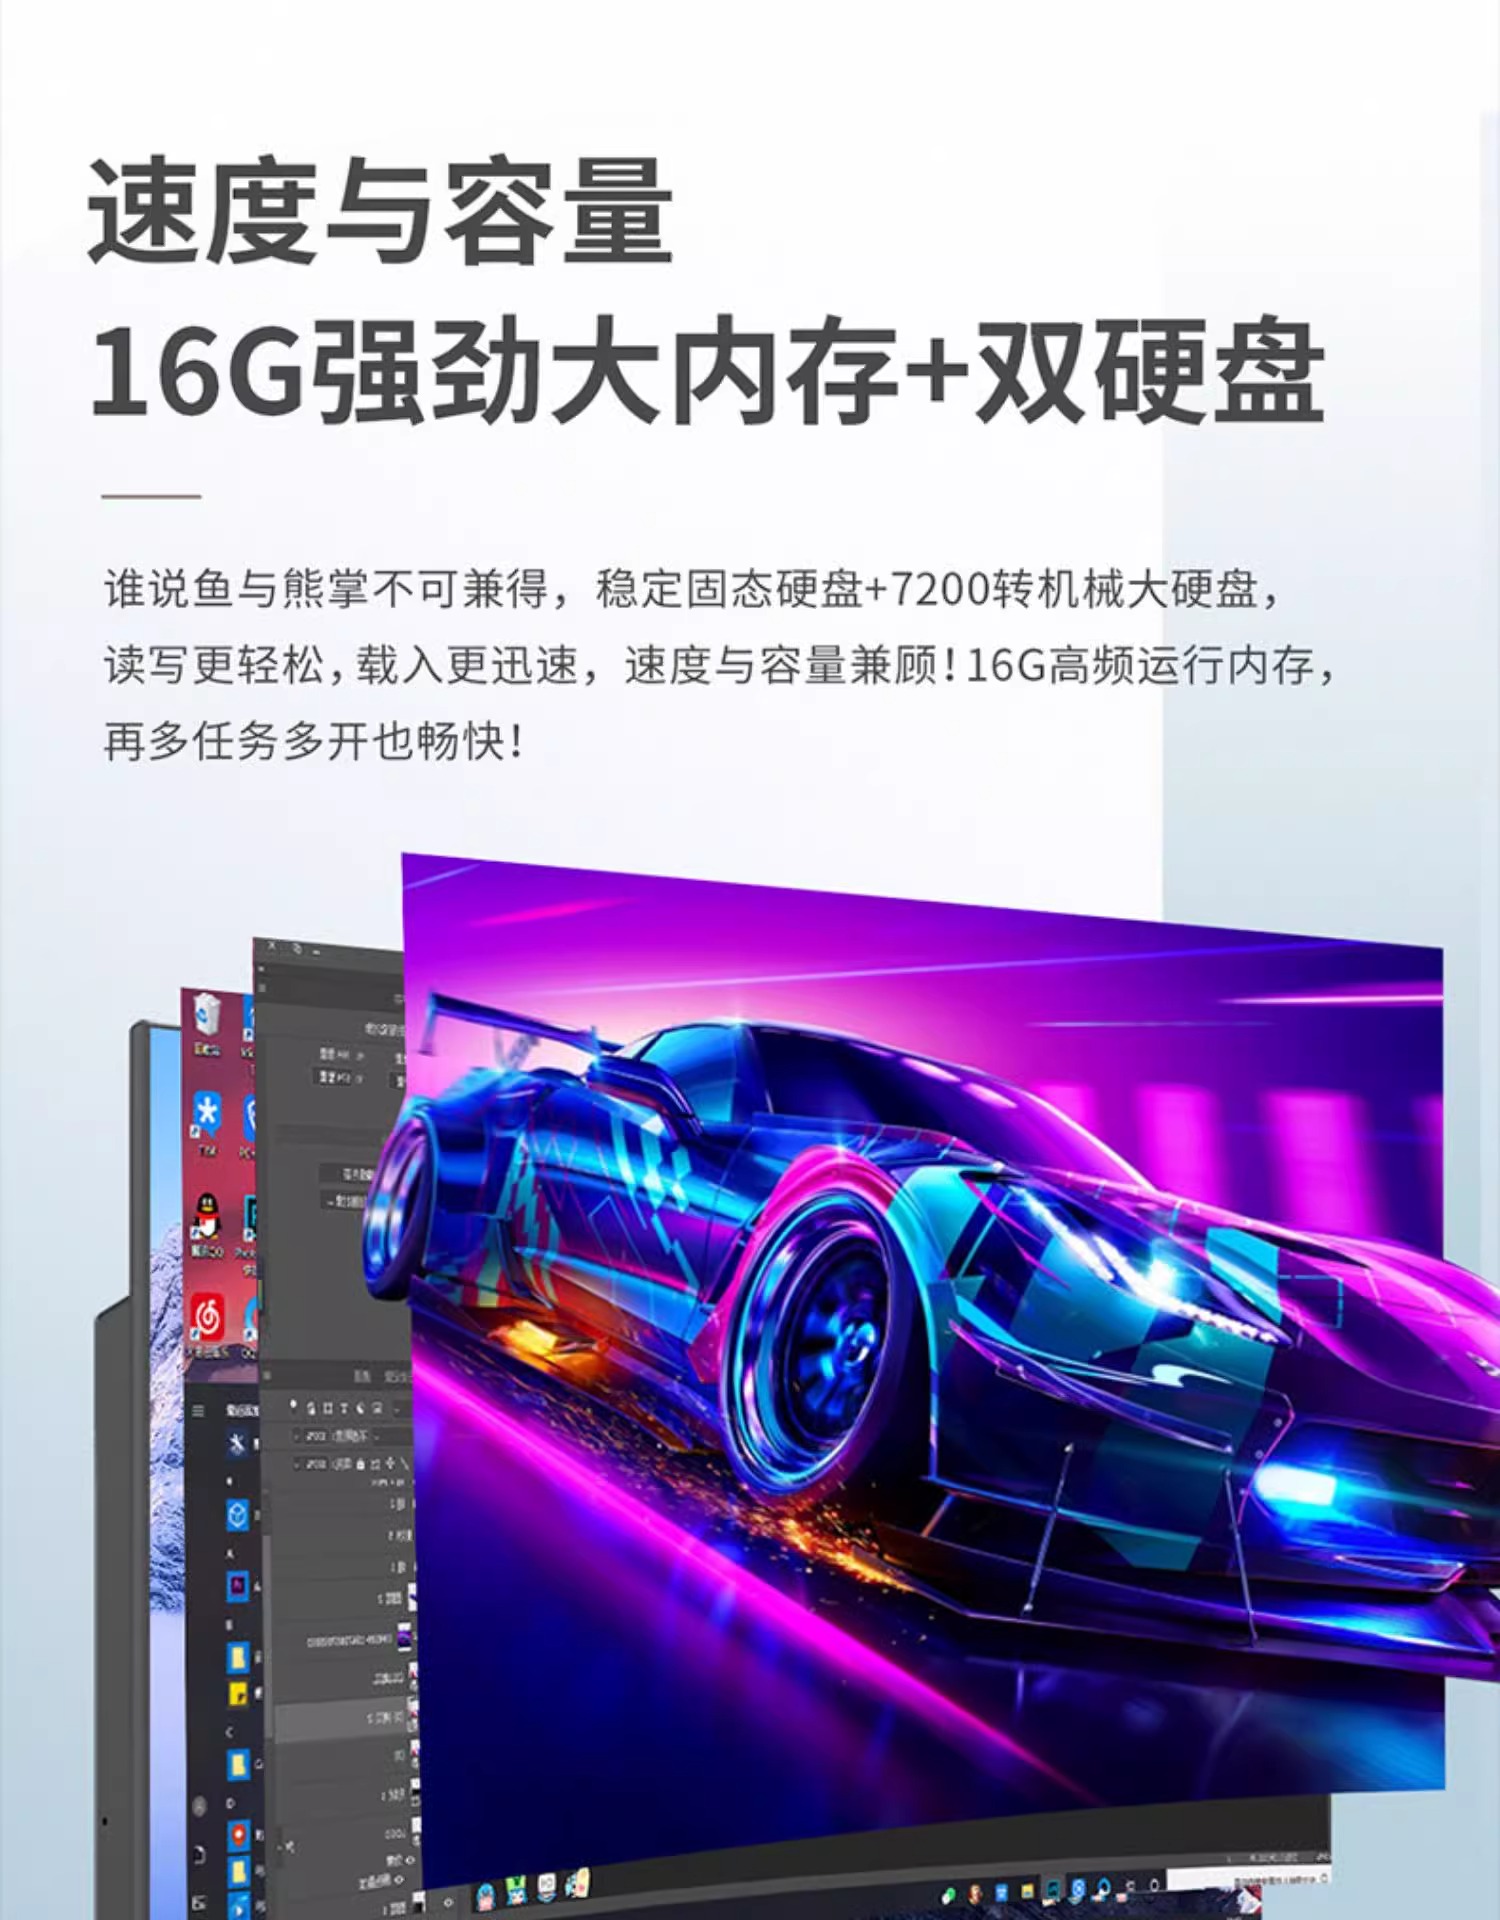 速度与容量
16G强劲大内存+双硬盘
谁说鱼与熊掌不可兼得，稳定固态硬盘+7200转机械大硬盘，
读写更轻松，载入更迅速，速度与容量兼顾！16G高频运行内存，
再多任务多开也畅快！